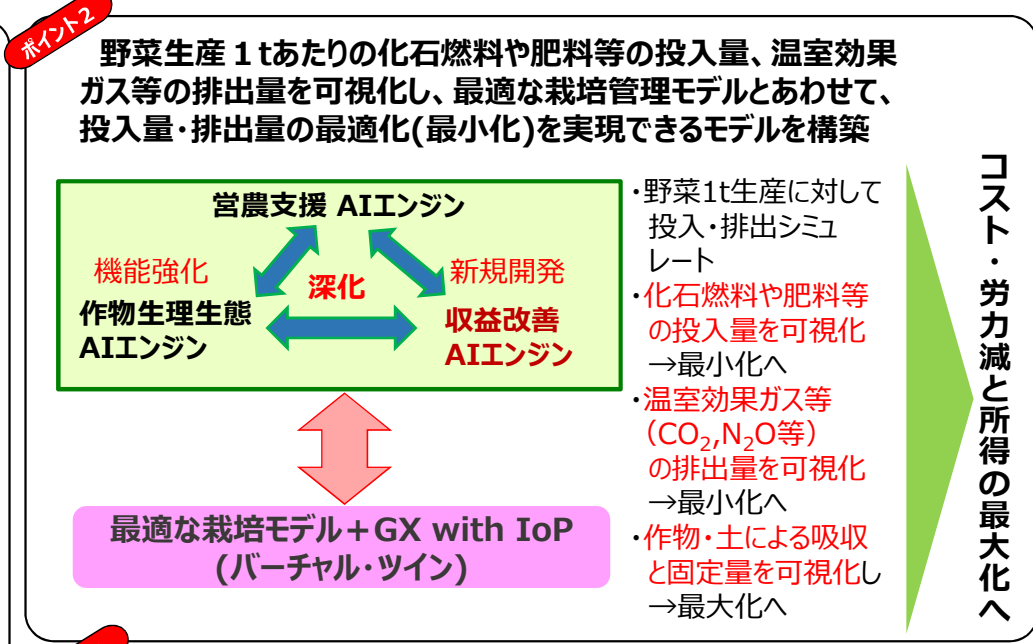 ポイント2
野菜生産１tあたりの化石燃料や肥料等の投入量、温室効果
ガス等の排出量を可視化し、最適な栽培管理モデルとあわせて、
投入量・排出量の最適化(最小化)を実現できるモデルを構築
営農支援 AIエンジン
機能強化
深化
新規開発
作物生理生態
AIエンジン
収益改善
AIエンジン
最適な栽培モデル＋GX with IoP
(バーチャル・ツイン)
・野菜1t生産に対して
投入・排出シミュ
レート
・化石燃料や肥料等
の投入量を可視化
→最小化へ
・温室効果ガス等
（CO₂,N₂O等）
の排出量を可視化
→最小化へ
・作物・土による吸収
と固定量を可視化し
→最大化へ
コスト・労力減と所得の最大化へ